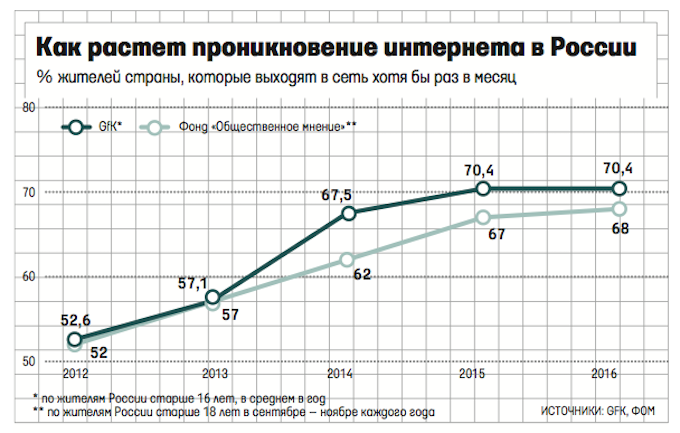 Как растет проникновение интернета в России
% жителей страны, которые выходят в сеть хотя бы раз в месяц
80
GfK* Фонд «Общественное мнение»**
70,4 70,4
67,5
70
67 68
62
60
57,1
57
52,6
52
50
2012 2013 2014 2015 2016
* по жителям России старше 16 лет, в среднем в год
** по жителям России старше 18 лет в сентябре – ноябре каждого года
ИСТОЧНИКИ: GFK, ФОМ